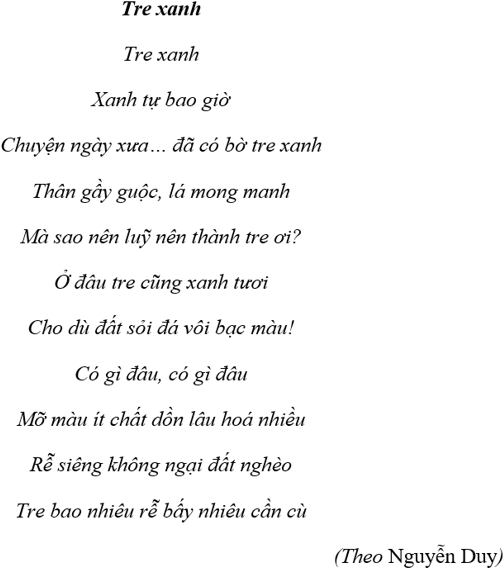 Tre xanh
Tre xanh
Xanh tự bao giờ
Chuyện ngày xưa… đã có bờ tre xanh
Thân gầy guộc, lá mong manh
Mà sao nên luỹ nên thành tre ơi?
Ở đâu tre cũng xanh tươi
Cho dù đất sỏi đá vôi bạc màu!
Có gì đâu, có gì đâu
Mỡ màu ít chất dồn lâu hoá nhiều
Rễ siêng không ngại đất nghèo
Tre bao nhiêu rễ bấy nhiêu cần cù
(Theo Nguyễn Duy)